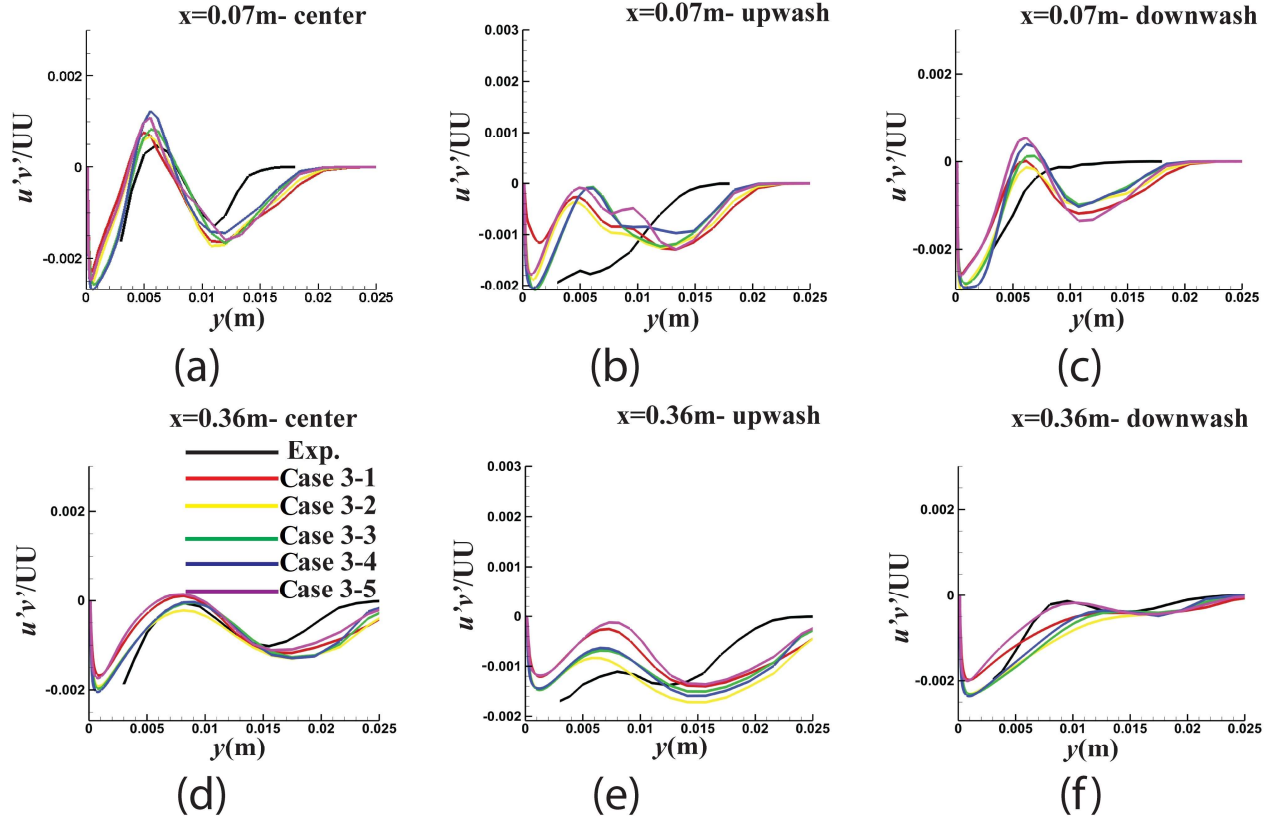 x=0.07m- center
x=0.07m- upwash
x=0.07m- downwash
0.002
0
-0.002
u'v'/UU
0 0.005 0.01 0.015 0.02 0.025
y(m)
(a)
0.003
0.002
0.001
0
-0.001
-0.002
u'v'/UU
0 0.005 0.01 0.015 0.02 0.025
y(m)
(b)
0.002
0
-0.002
u'v'/UU
0 0.005 0.01 0.015 0.02 0.025
y(m)
(c)
x=0.36m- center
x=0.36m- upwash
x=0.36m- downwash
Exp.
Case 3-1
Case 3-2
Case 3-3
Case 3-4
Case 3-5
0.002
0
-0.002
u'v'/UU
0 0.005 0.01 0.015 0.02 0.025
y(m)
(d)
0.003
0.002
0.001
0
-0.001
-0.002
u'v'/UU
0 0.005 0.01 0.015 0.02 0.025
y(m)
(e)
0.002
0
-0.002
u'v'/UU
0 0.005 0.01 0.015 0.02 0.025
y(m)
(f)